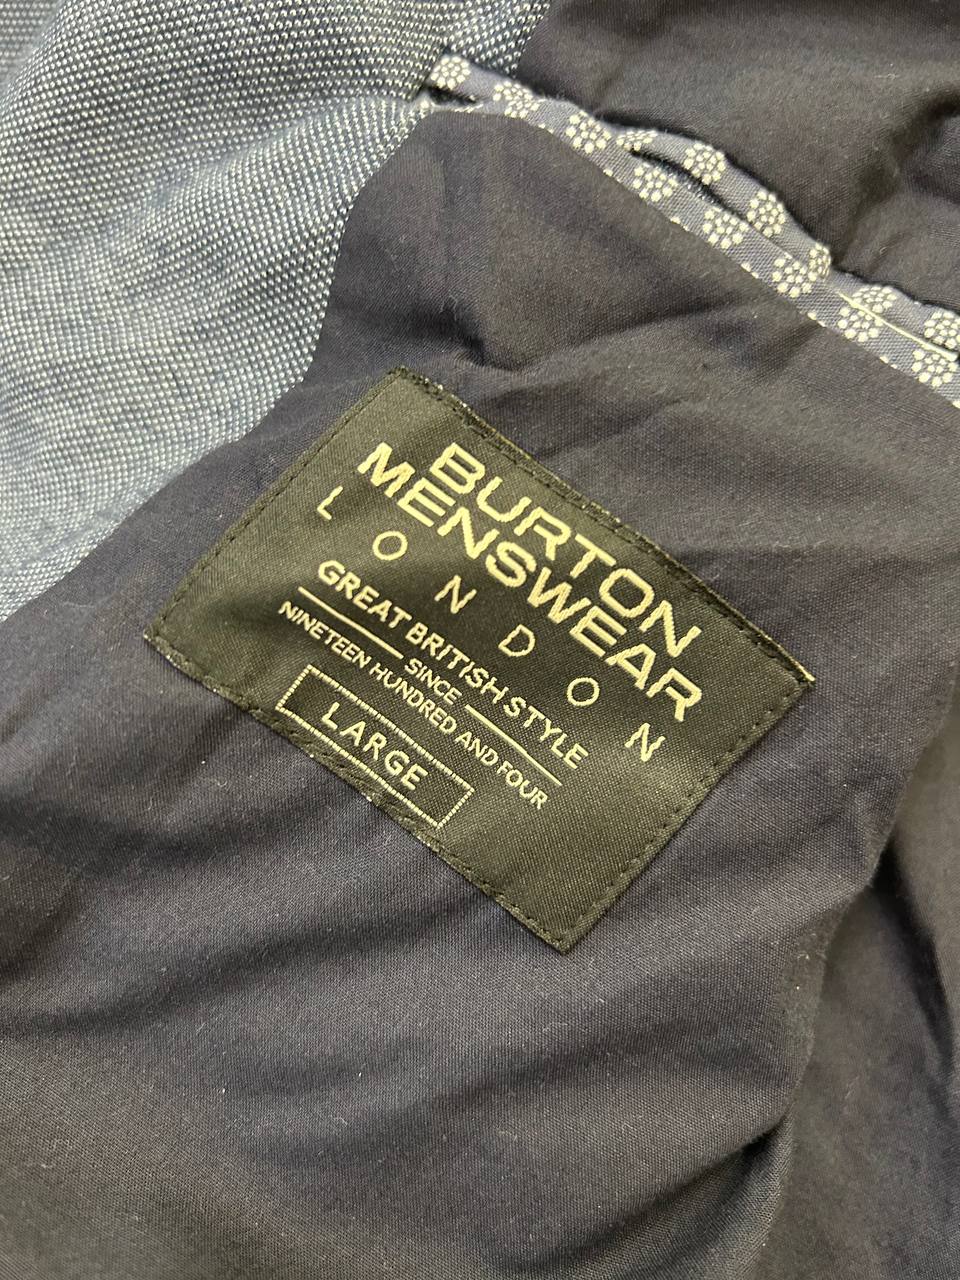 BURTON
MENSWEAR
LONDON
GREAT BRITISH STYLE
SINCE
NINETEEN HUNDRED AND FOUR
LARGE